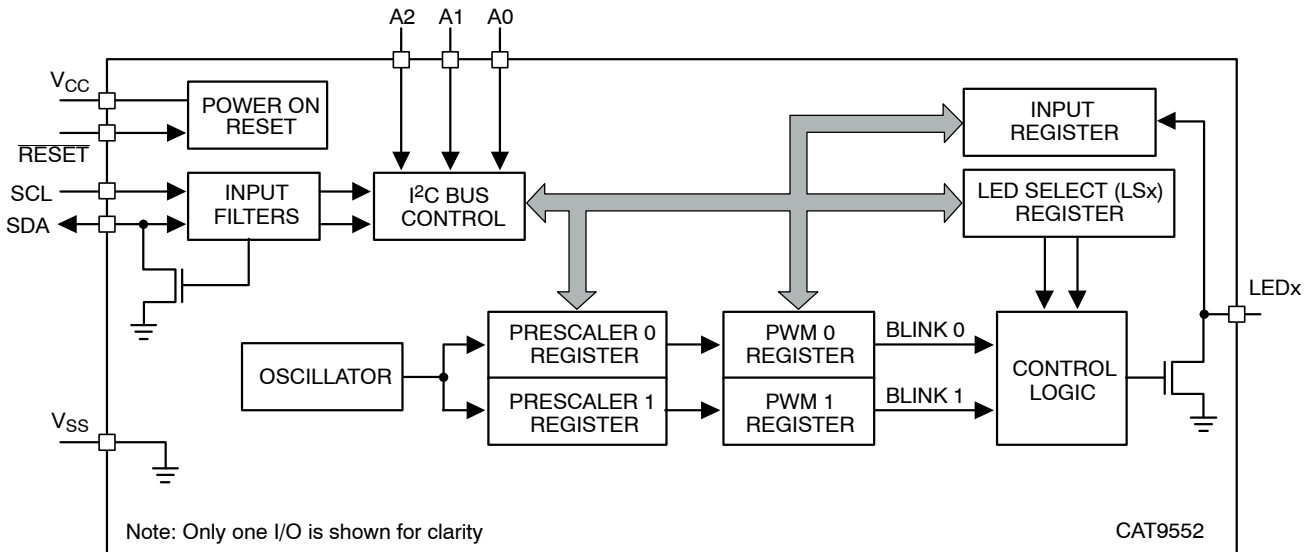 A2 A1 A0
VCC
POWER ON
RESET
RESET
SCL
SDA
INPUT
FILTERS
I2C BUS
CONTROL
INPUT
REGISTER
LED SELECT (LSx)
REGISTER
LEDx
OSCILLATOR
PRESCALER 0
REGISTER
PRESCALER 1
REGISTER
PWM 0
REGISTER
PWM 1
REGISTER
BLINK 0
BLINK 1
CONTROL
LOGIC
VSS
Note: Only one I/O is shown for clarity
CAT9552